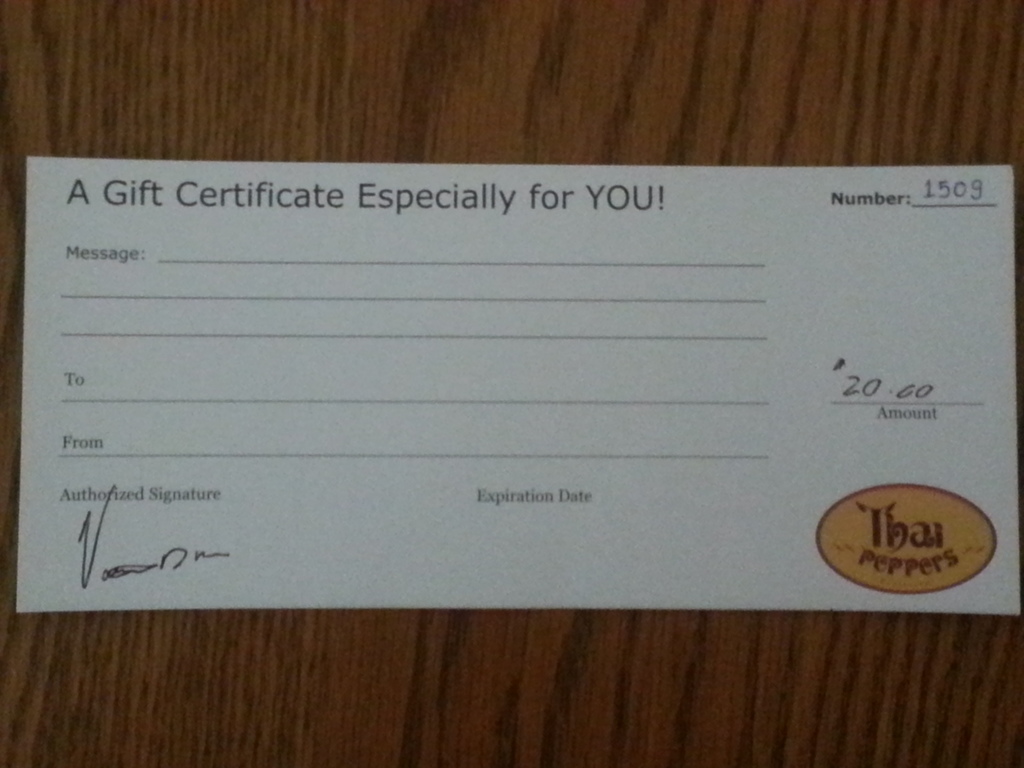 A Gift Certificate Especially for YOU!
Number: 1509
Message:
To
$20.00
Amount
From
Authorized Signature
Expiration Date
Thai
PEPPERS